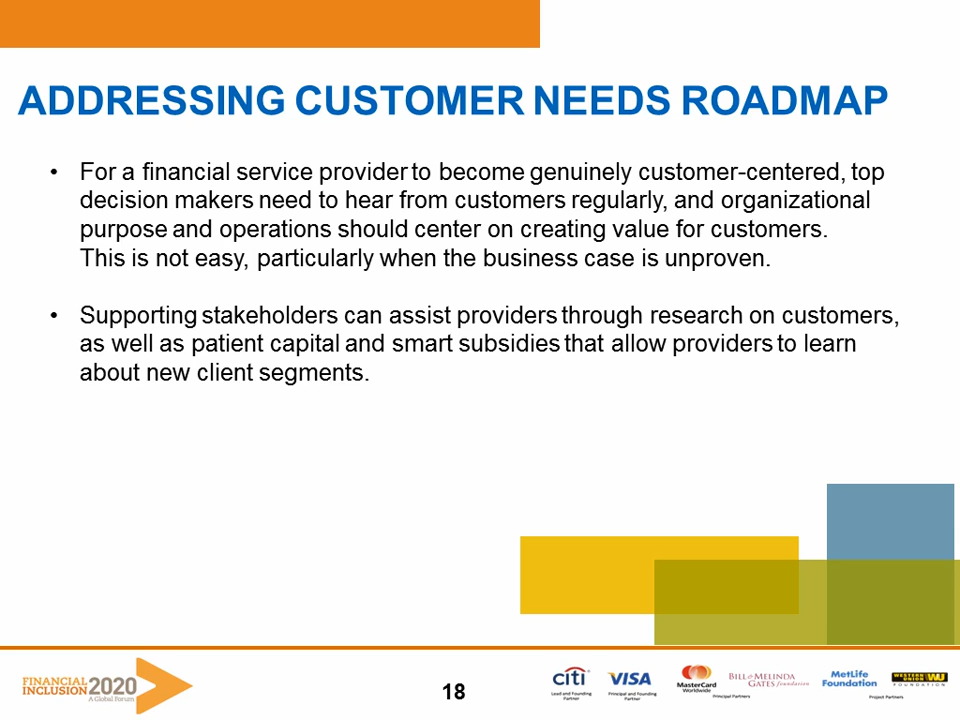 ADDRESSING CUSTOMER NEEDS ROADMAP
• For a financial service provider to become genuinely customer-centered, top
decision makers need to hear from customers regularly, and organizational
purpose and operations should center on creating value for customers.
This is not easy, particularly when the business case is unproven.
• Supporting stakeholders can assist providers through research on customers,
as well as patient capital and smart subsidies that allow providers to learn
about new client segments.
FINANCIAL
INCLUSION 2020
A Global Forum
18
citi
Lead and Founding
Partner
VISA
Principal and Founding
Partner
MasterCard
Worldwide
BILL & MELINDA
GATES foundation
Principal Partners
MetLife
Foundation
WESTERN
UNION WU
FOUNDATION
Project Partners